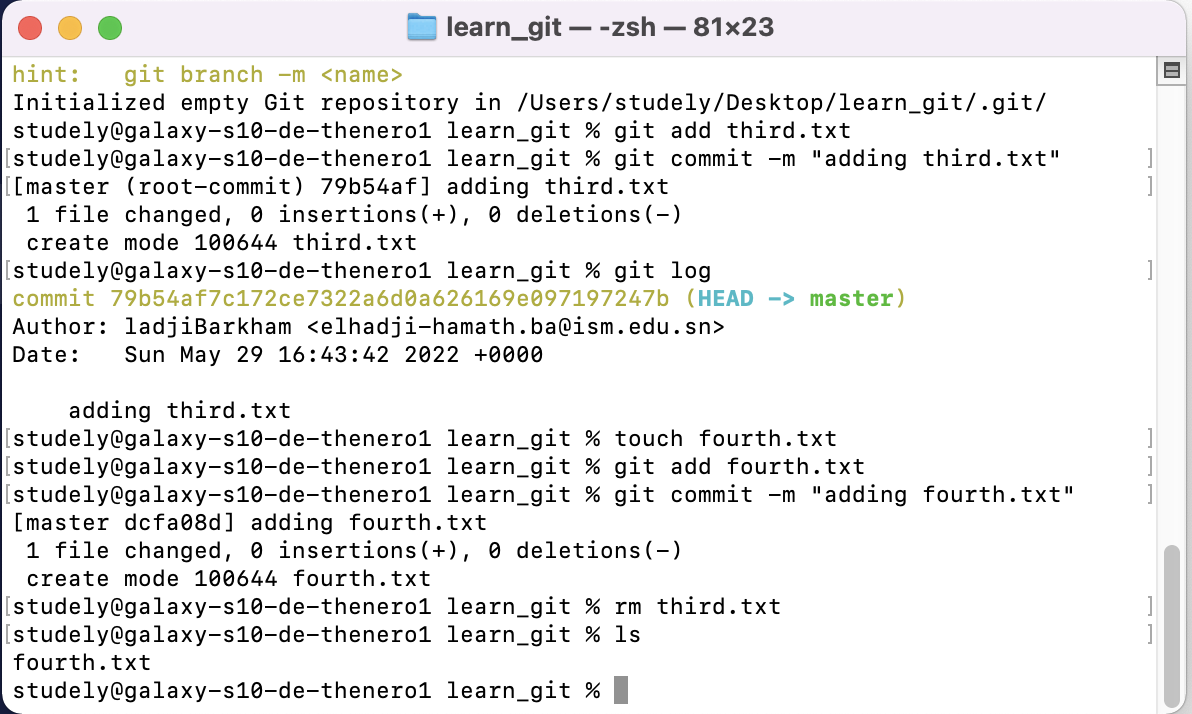 learn_git — -zsh — 81×23
hint:   git branch -m <name>
Initialized empty Git repository in /Users/studely/Desktop/learn_git/.git/
studely@galaxy-s10-de-thenero1 learn_git % git add third.txt
[studely@galaxy-s10-de-thenero1 learn_git % git commit -m "adding third.txt"      ]
[[master (root-commit) 79b54af] adding third.txt                                  ]
 1 file changed, 0 insertions(+), 0 deletions(-)
 create mode 100644 third.txt
[studely@galaxy-s10-de-thenero1 learn_git % git log                               ]
commit 79b54af7c172ce7322a6d0a626169e097197247b (HEAD -> master)
Author: ladjiBarkham <elhadji-hamath.ba@ism.edu.sn>
Date:   Sun May 29 16:43:42 2022 +0000

    adding third.txt
[studely@galaxy-s10-de-thenero1 learn_git % touch fourth.txt                      ]
[studely@galaxy-s10-de-thenero1 learn_git % git add fourth.txt                    ]
[studely@galaxy-s10-de-thenero1 learn_git % git commit -m "adding fourth.txt"     ]
[master dcfa08d] adding fourth.txt
 1 file changed, 0 insertions(+), 0 deletions(-)
 create mode 100644 fourth.txt
[studely@galaxy-s10-de-thenero1 learn_git % rm third.txt                          ]
[studely@galaxy-s10-de-thenero1 learn_git % ls                                    ]
fourth.txt
studely@galaxy-s10-de-thenero1 learn_git %